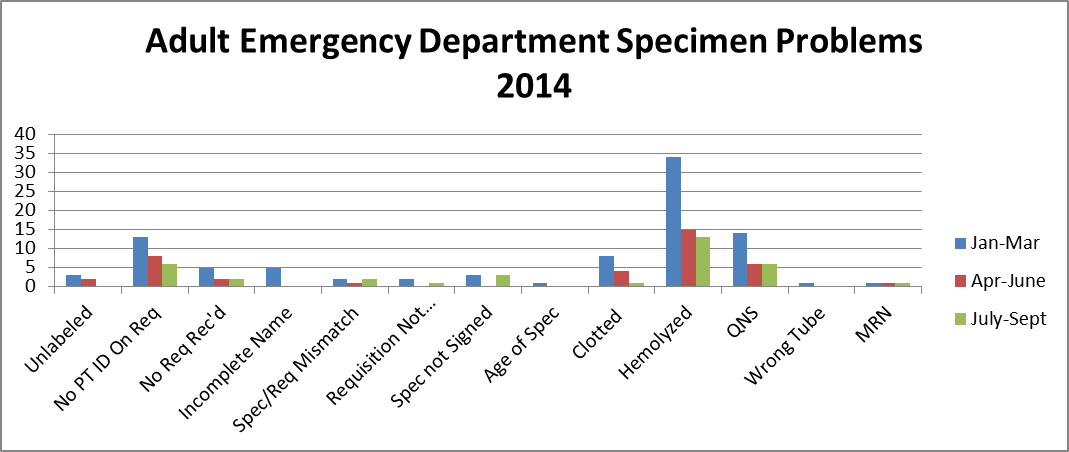 Adult Emergency Department Specimen Problems
2014
40
35
30
25
20
15
10
5
0
Unlabeled
No PT ID On Req
No Req Rec'd
Incomplete Name
Spec/Req Mismatch
Requisition Not...
Spec not Signed
Age of Spec
Clotted
Hemolyzed
QNS
Wrong Tube
MRN
Jan-Mar
Apr-June
July-Sept